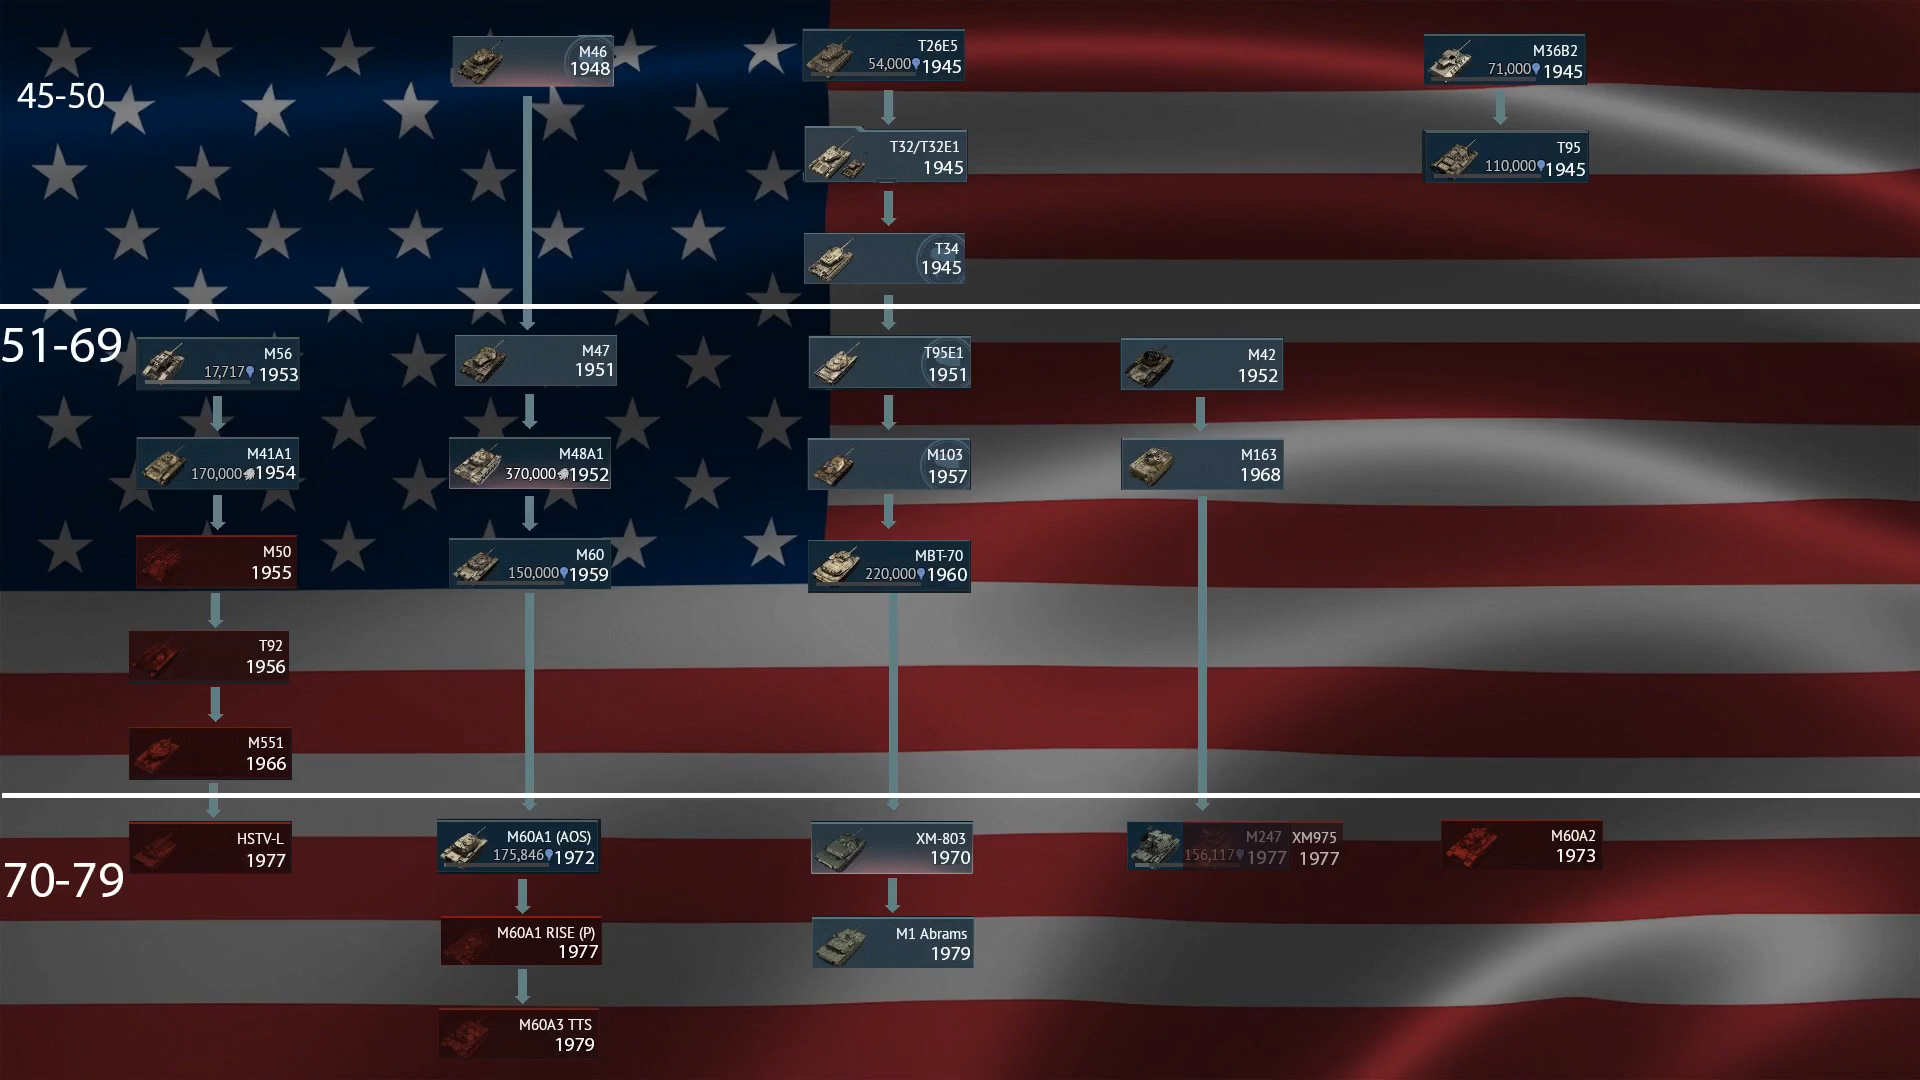 45-50
M46
1948
T26E5
54,000 1945
M36B2
71,000 1945
T32/T32E1
1945
T95
110,000 1945
T34
1945
51-69
M56
17,717 1953
M47
1951
T95E1
1951
M42
1952
M41A1
170,000 1954
M48A1
370,000 1952
M103
1957
M163
1968
M50
1955
M60
150,000 1959
MBT-70
220,000 1960
T92
1956
M551
1966
70-79
HSTV-L
1977
M60A1 (AOS)
175,846 1972
XM-803
1970
M247
156,117 1977
XM975
1977
M60A2
1973
M60A1 RISE (P)
1977
M1 Abrams
1979
M60A3 TTS
1979